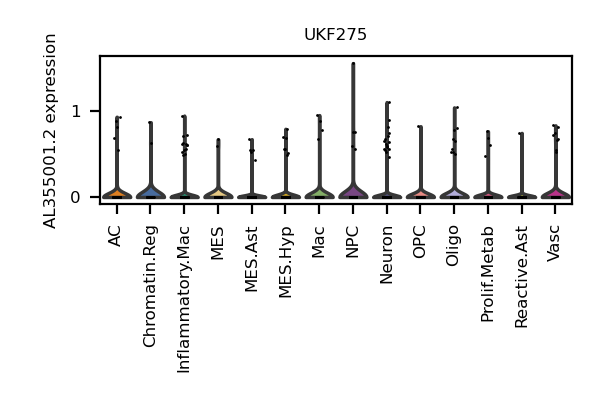 UKF275
AL355001.2 expression
1
0
AC
Chromatin.Reg
Inflammatory.Mac
MES
MES.Ast
MES.Hyp
Mac
NPC
Neuron
OPC
Oligo
Prolif.Metab
Reactive.Ast
Vasc